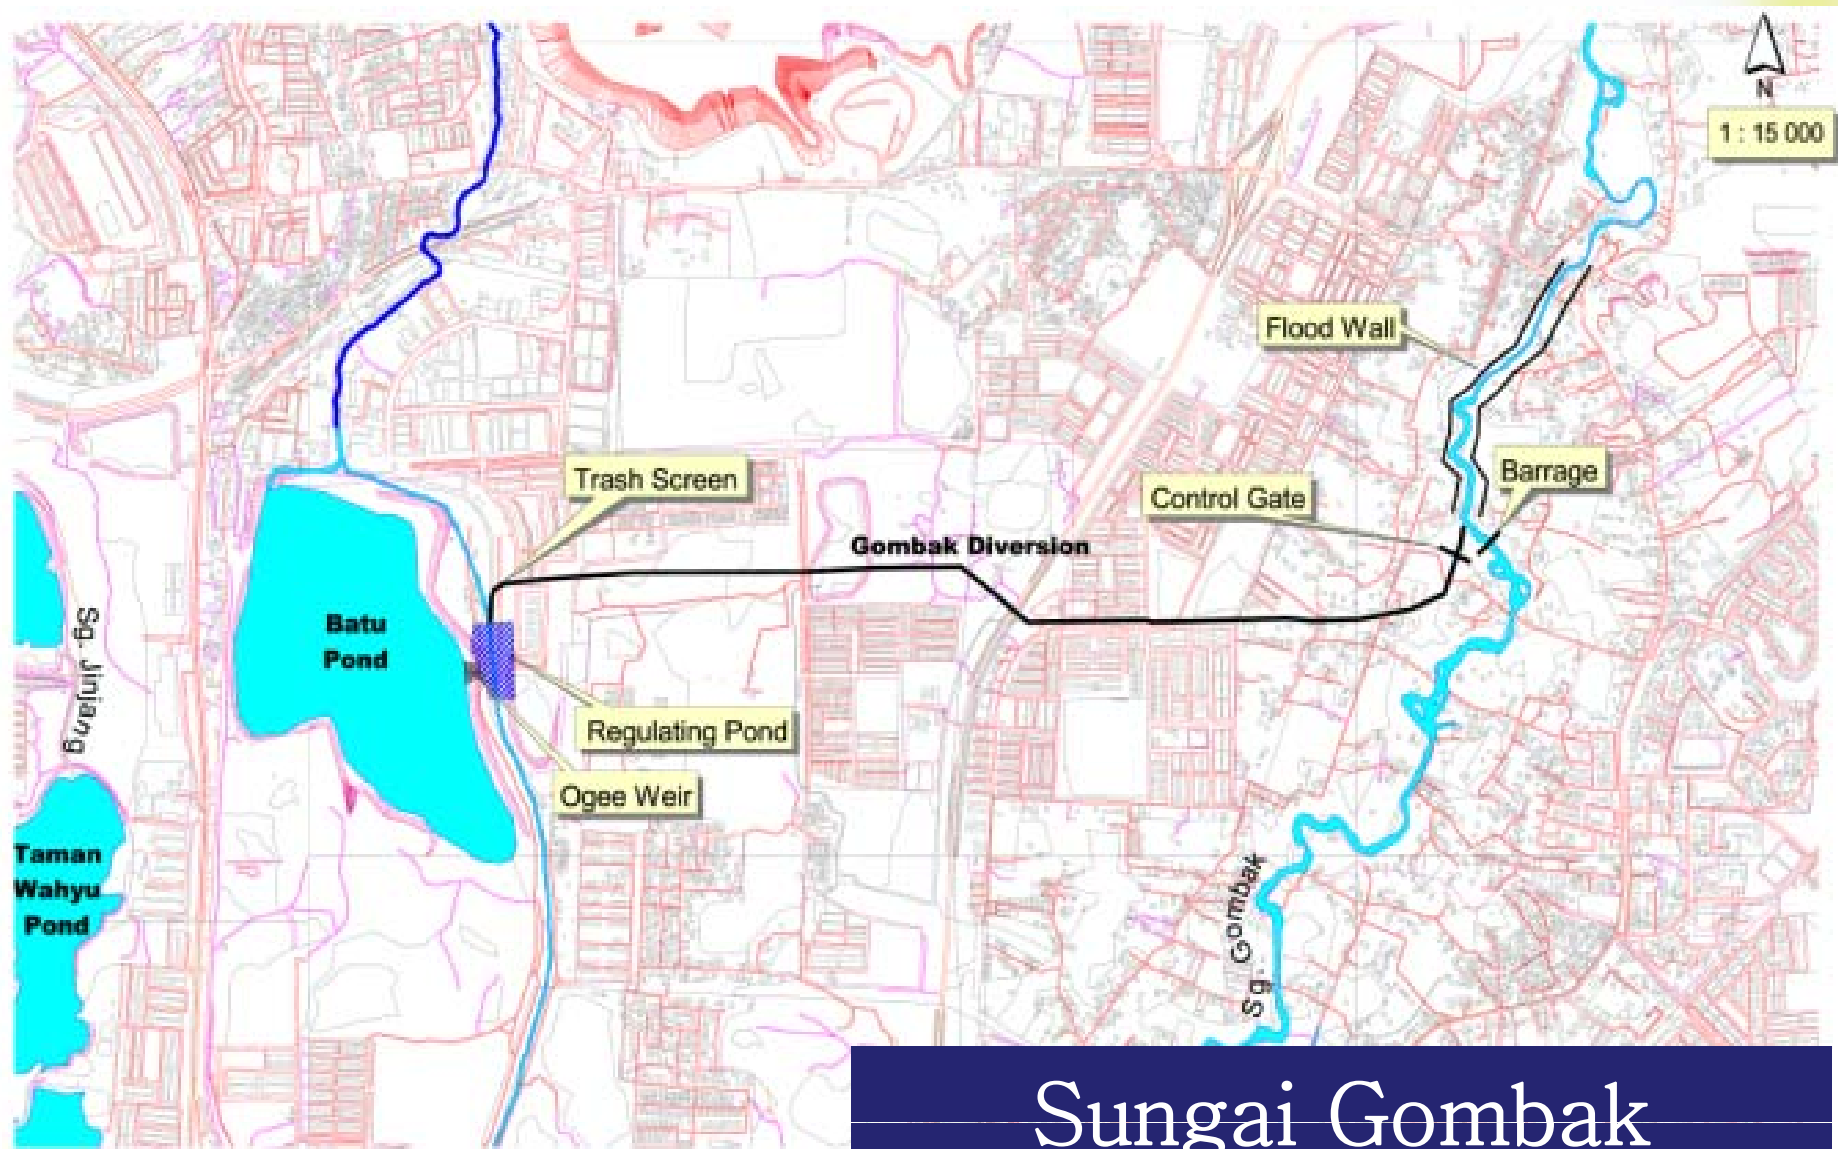 N
1 : 15 000
Flood Wall
Trash Screen
Barrage
Control Gate
Gombak Diversion
Batu
Pond
Sg. Jinjang
Regulating Pond
Ogee Weir
Taman
Wahyu
Pond
Sg. Gombak
Sungai Gombak